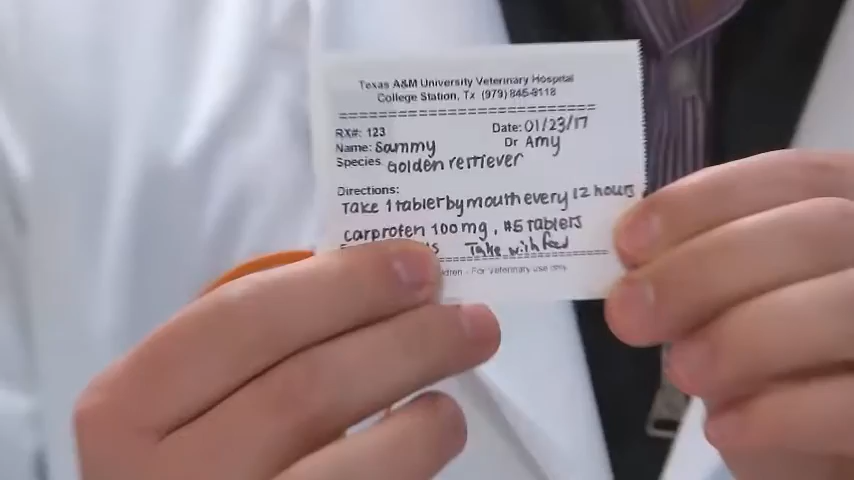 Texas A&M University Veterinary Hospital
College Station, Tx (979) 845-9118
RX#: 123 Date: 01/23/17
Name: Sammy Dr Amy
Species: Golden retriever
Directions:
Take 1 tablet by mouth every 12 hours
carprofen 100 mg, #5 tablets
Take with
For veterinary use only